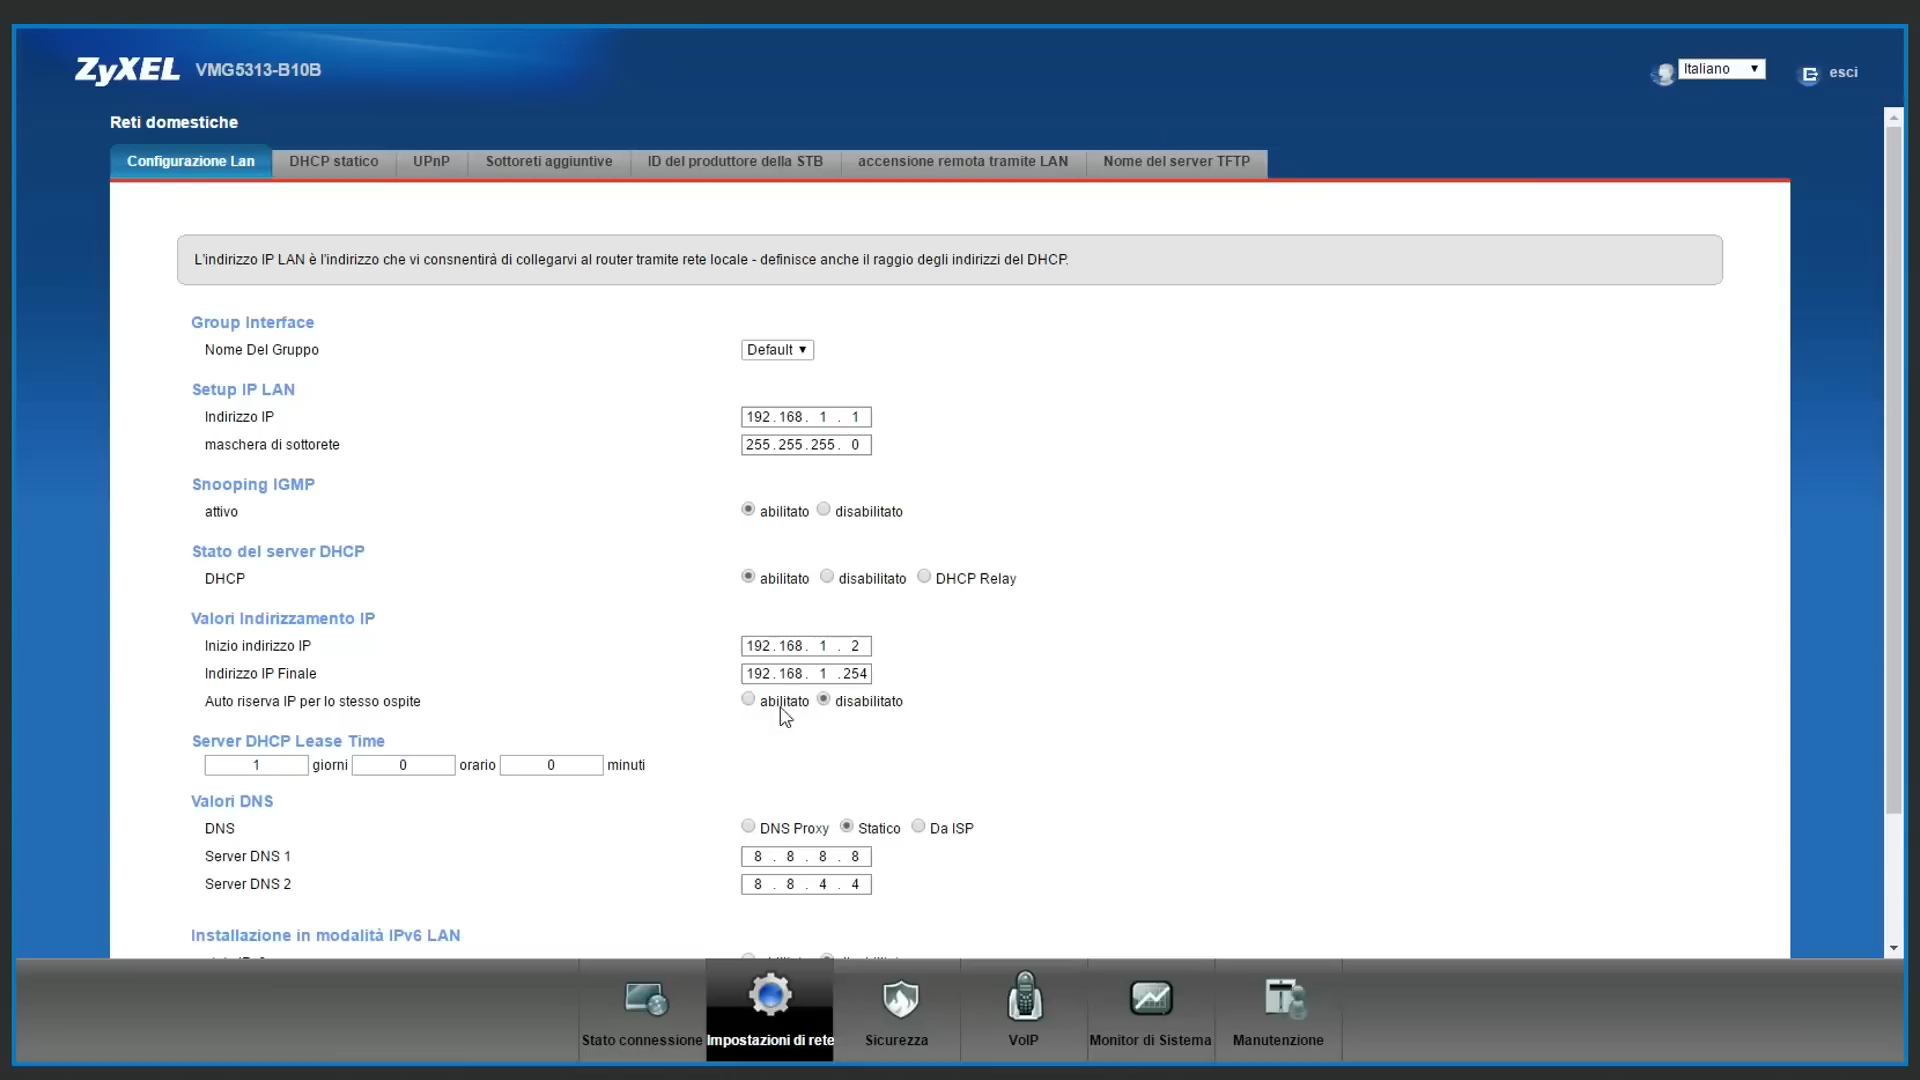 ZyXEL VMG5313-B10B
Italiano esci
Reti domestiche
Configurazione Lan DHCP statico UPnP Sottoreti aggiuntive ID del produttore della STB accensione remota tramite LAN Nome del server TFTP
L'indirizzo IP LAN è l'indirizzo che vi consnentirà di collegarvi al router tramite rete locale - definisce anche il raggio degli indirizzi del DHCP.
Group Interface
Nome Del Gruppo Default
Setup IP LAN
Indirizzo IP 192.168. 1 . 1
maschera di sottorete 255.255.255. 0
Snooping IGMP
attivo abilitato disabilitato
Stato del server DHCP
DHCP abilitato disabilitato DHCP Relay
Valori Indirizzamento IP
Inizio indirizzo IP 192.168. 1 . 2
Indirizzo IP Finale 192.168. 1 .254
Auto riserva IP per lo stesso ospite abilitato disabilitato
Server DHCP Lease Time
1 giorni 0 orario 0 minuti
Valori DNS
DNS DNS Proxy Statico Da ISP
Server DNS 1 8 . 8 . 8 . 8
Server DNS 2 8 . 8 . 4 . 4
Installazione in modalità IPv6 LAN
Stato connessione Impostazioni di rete Sicurezza VoIP Monitor di Sistema Manutenzione